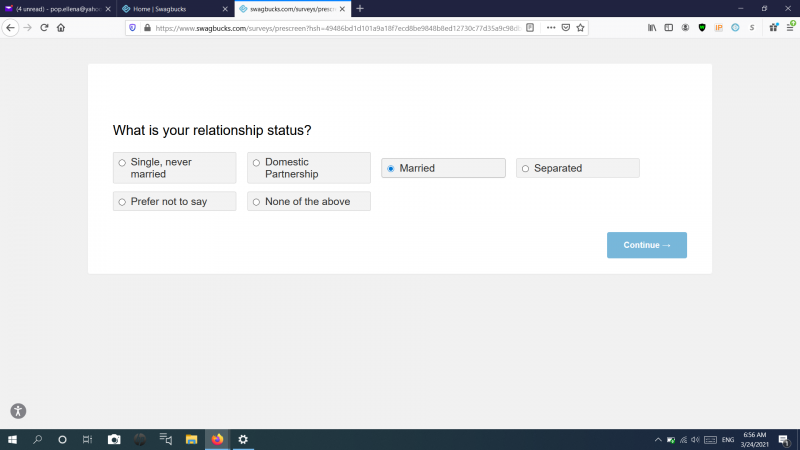 (4 unread) - pop.ellena@yaho
Home | Swagbucks
swagbucks.com/surveys/presc
https://www.swagbucks.com/surveys/prescreen?hsh=49486bd1d101a9a18f7ecd8be9848b8ed12730c77d35a9c98d
What is your relationship status?
Single, never married
Domestic Partnership
Married
Separated
Prefer not to say
None of the above
Continue →
ENG
6:56 AM
3/24/2021